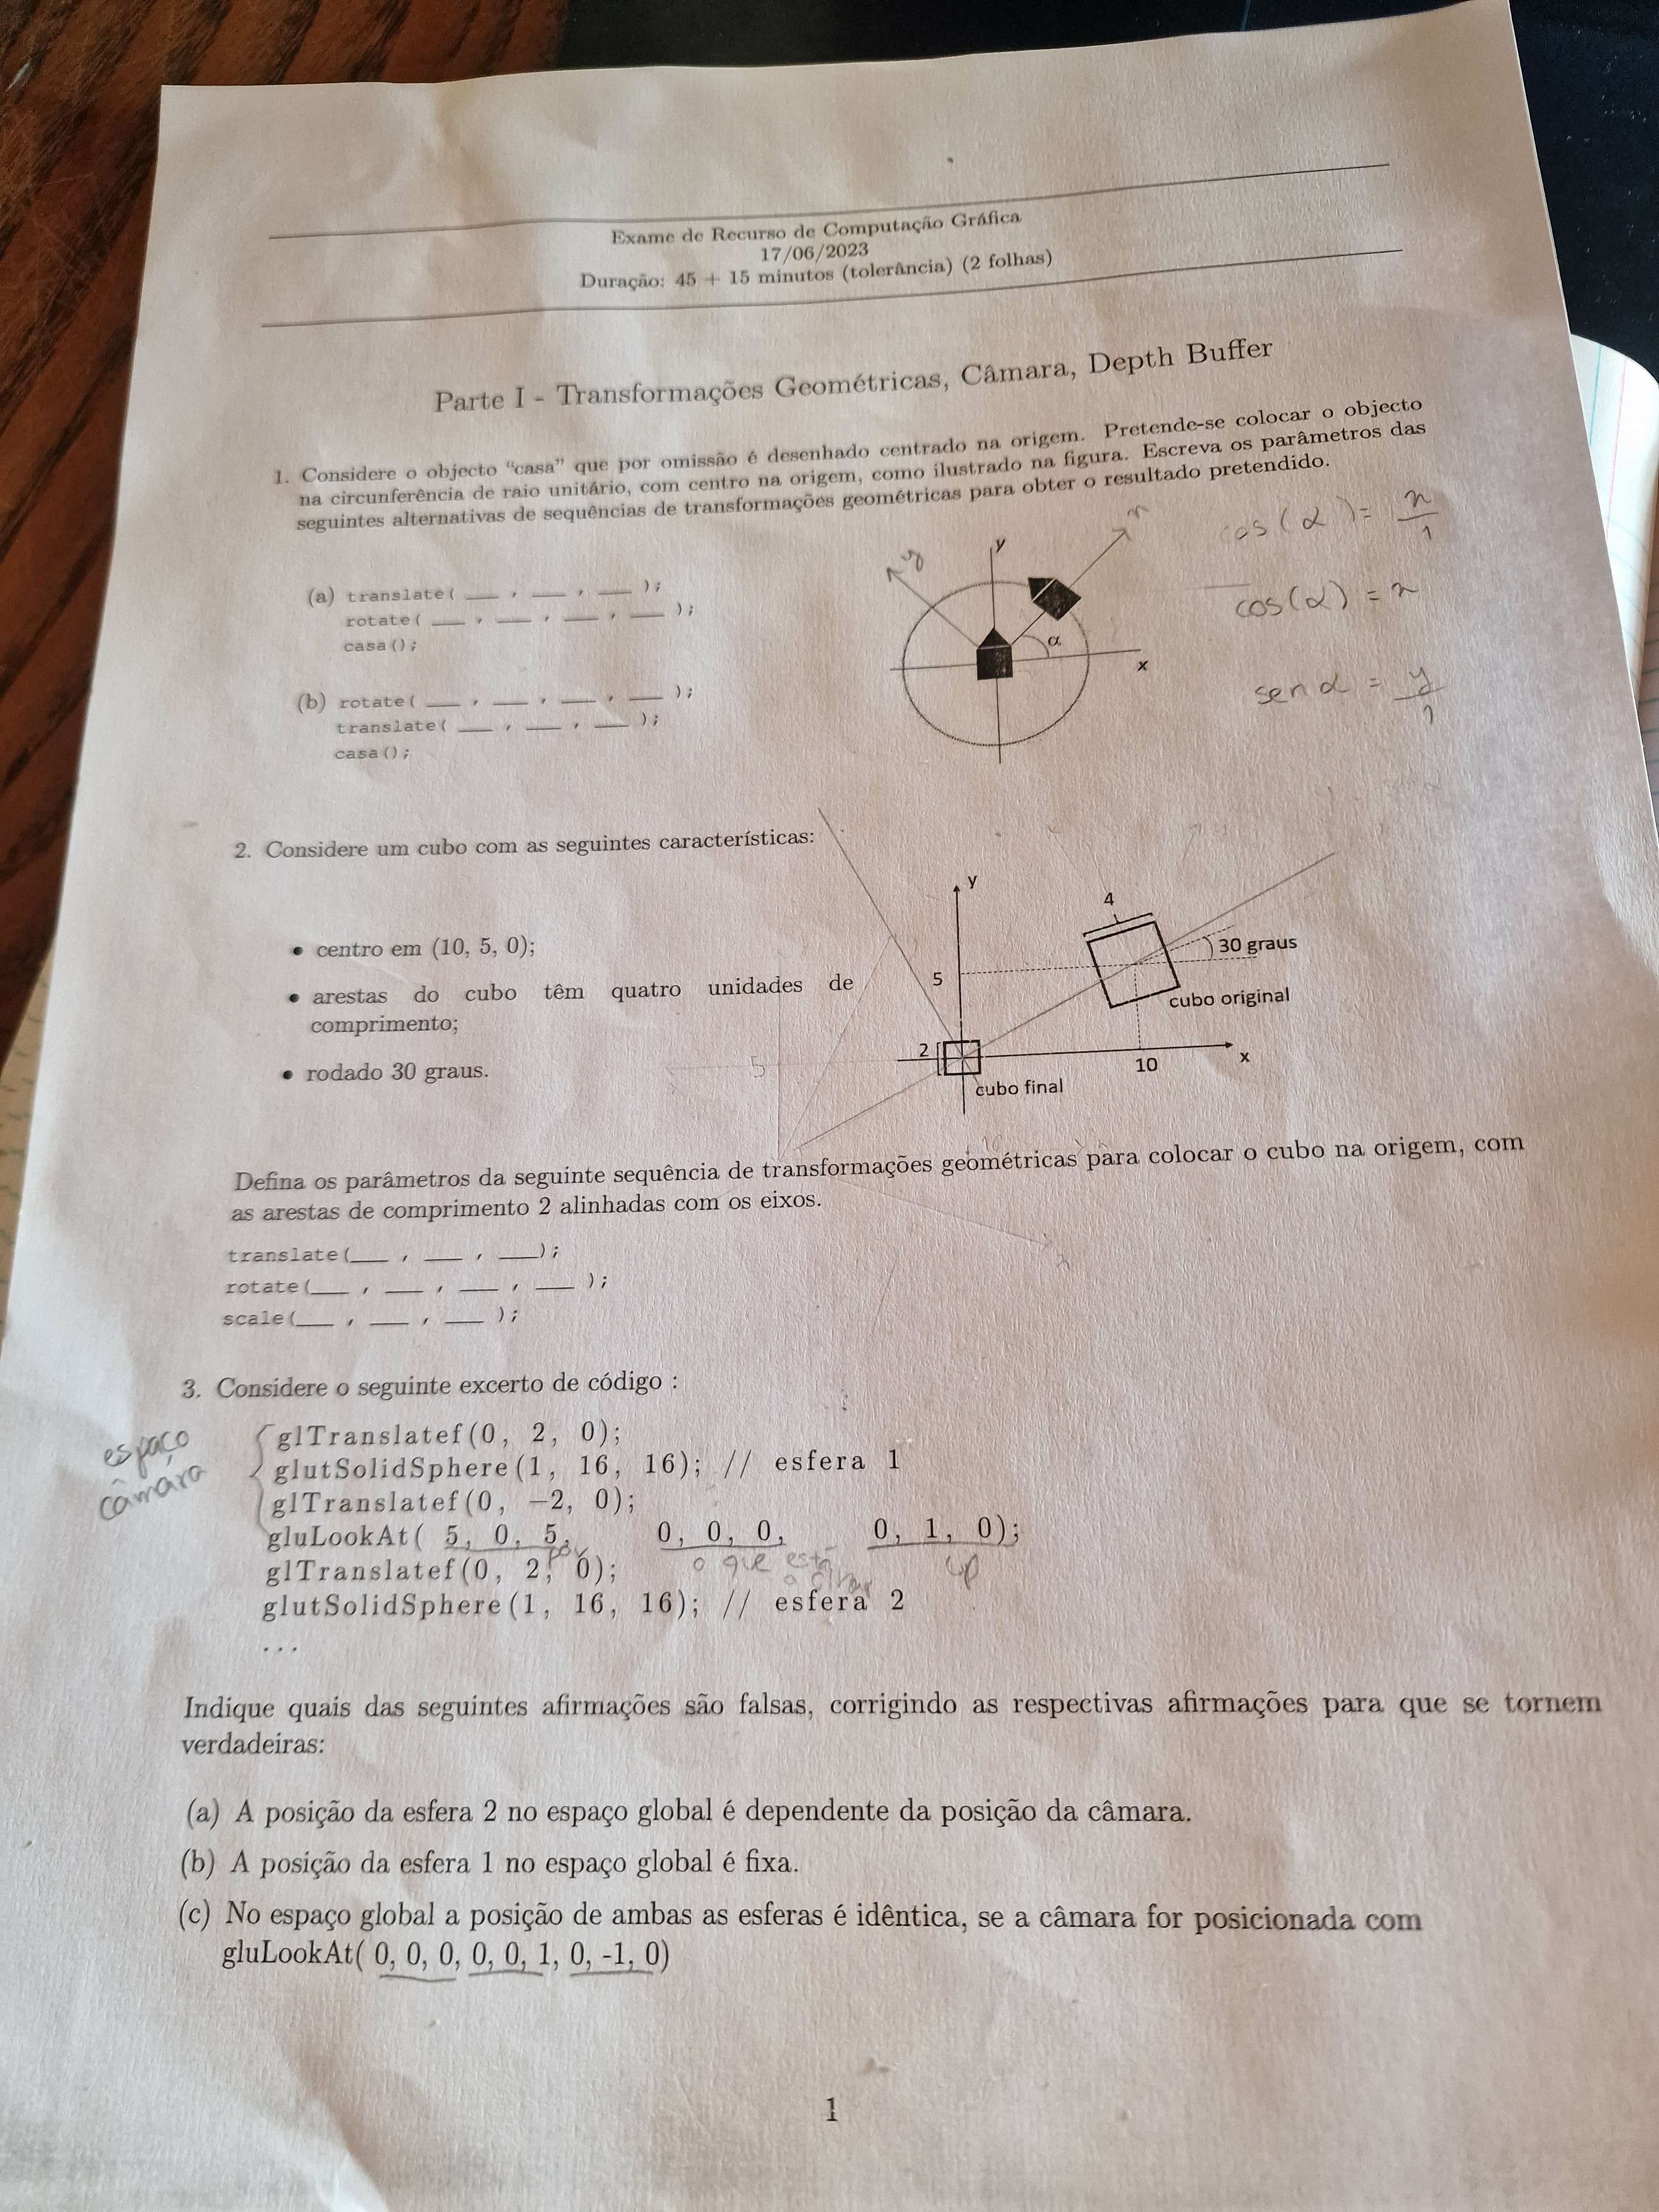 Exame de Recurso de Computação Gráfica
17/06/2023
Duração: 45 + 15 minutos (tolerância) (2 folhas)
Parte I - Transformações Geométricas, Câmara, Depth Buffer
1. Considere o objecto “casa” que por omissão é desenhado centrado na origem. Pretende-se colocar o objecto
na circunferência de raio unitário, com centro na origem, como ilustrado na figura. Escreva os parâmetros das
seguintes alternativas de sequências de transformações geométricas para obter o resultado pretendido.
(a) translate( ___ , ___ , ___ );
rotate( ___ , ___ , ___ , ___ );
casa();
(b) rotate( ___ , ___ , ___ , ___ );
translate( ___ , ___ , ___ );
casa();
y
y
α
x
cos(α) = x/1
cos(α) = x
sen α = y/1
2. Considere um cubo com as seguintes características:
• centro em (10, 5, 0);
• arestas do cubo têm quatro unidades de
comprimento;
• rodado 30 graus.
y
4
30 graus
5
cubo original
2
10
x
cubo final
5
Defina os parâmetros da seguinte sequência de transformações geométricas para colocar o cubo na origem, com
as arestas de comprimento 2 alinhadas com os eixos.
translate(___ , ___ , ___);
rotate(___ , ___ , ___ , ___ );
scale(___ , ___ , ___ );
3. Considere o seguinte excerto de código :
espaço
câmára
glTranslatef(0, 2, 0);
glutSolidSphere(1, 16, 16); // esfera 1
glTranslatef(0, −2, 0);
gluLookAt( 5, 0, 5, 0, 0, 0, 0, 1, 0);
pos o que está a olhar up
glTranslatef(0, 2, 0);
glutSolidSphere(1, 16, 16); // esfera 2
...
Indique quais das seguintes afirmações são falsas, corrigindo as respectivas afirmações para que se tornem
verdadeiras:
(a) A posição da esfera 2 no espaço global é dependente da posição da câmara.
(b) A posição da esfera 1 no espaço global é fixa.
(c) No espaço global a posição de ambas as esferas é idêntica, se a câmara for posicionada com
gluLookAt( 0, 0, 0, 0, 0, 1, 0, -1, 0)
1